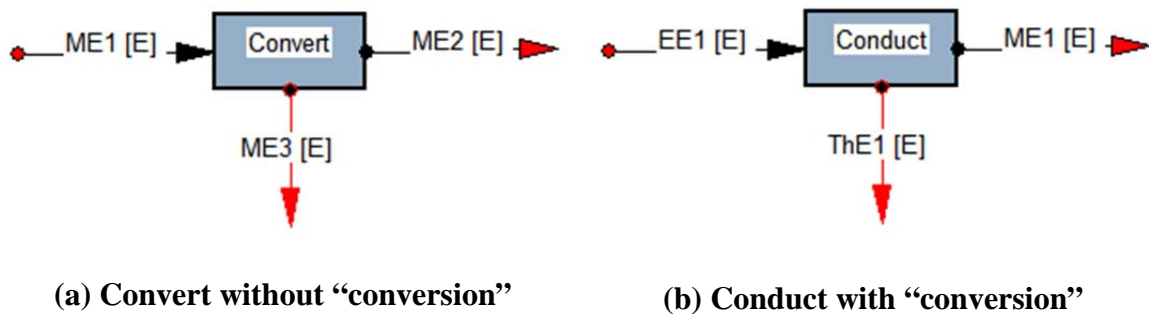 ME1 [E] Convert ME2 [E]
ME3 [E]
(a) Convert without “conversion”
EE1 [E] Conduct ME1 [E]
ThE1 [E]
(b) Conduct with “conversion”